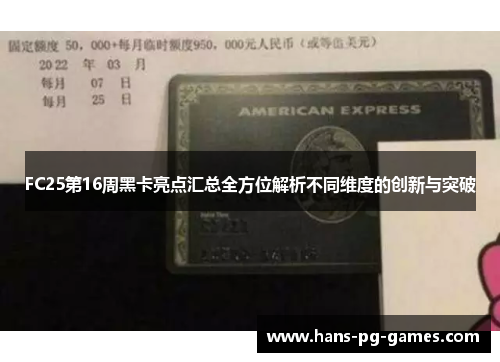 固定额度 50,000+每月临时额度950,000元人民币（或等值美元）
2022 年 03 月
每月 07 日
每月 25 日
AMERICAN EXPRESS
FC25第16周黑卡亮点汇总全方位解析不同维度的创新与突破
www.hans-pg-games.com